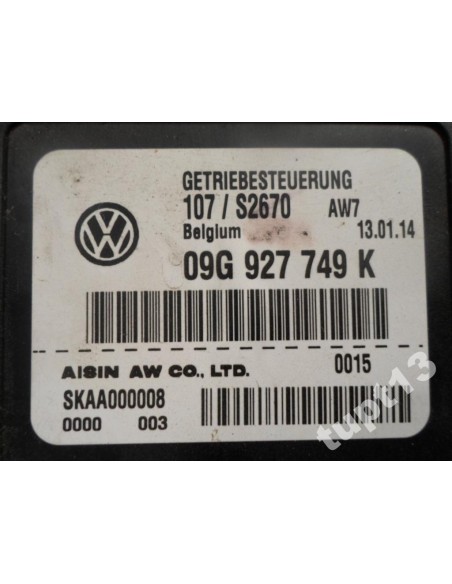 GETRIEBESTEUERUNG
107 / S2670 AW7
Belgium 13.01.14
09G 927 749 K
AISIN AW CO., LTD. 0015
SKAA000008
0000 003
tupt13